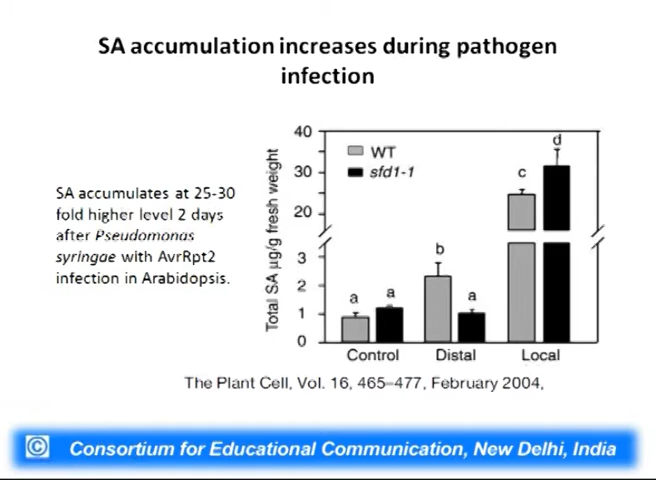 SA accumulation increases during pathogen
infection
SA accumulates at 25-30
fold higher level 2 days
after Pseudomonas
syringae with AvrRpt2
infection in Arabidopsis.
Total SA µg/g fresh weight
40
30
20
3
2
1
0
WT
sfd1-1
a
a
b
a
c
d
Control
Distal
Local
The Plant Cell, Vol. 16, 465–477, February 2004,
© Consortium for Educational Communication, New Delhi, India